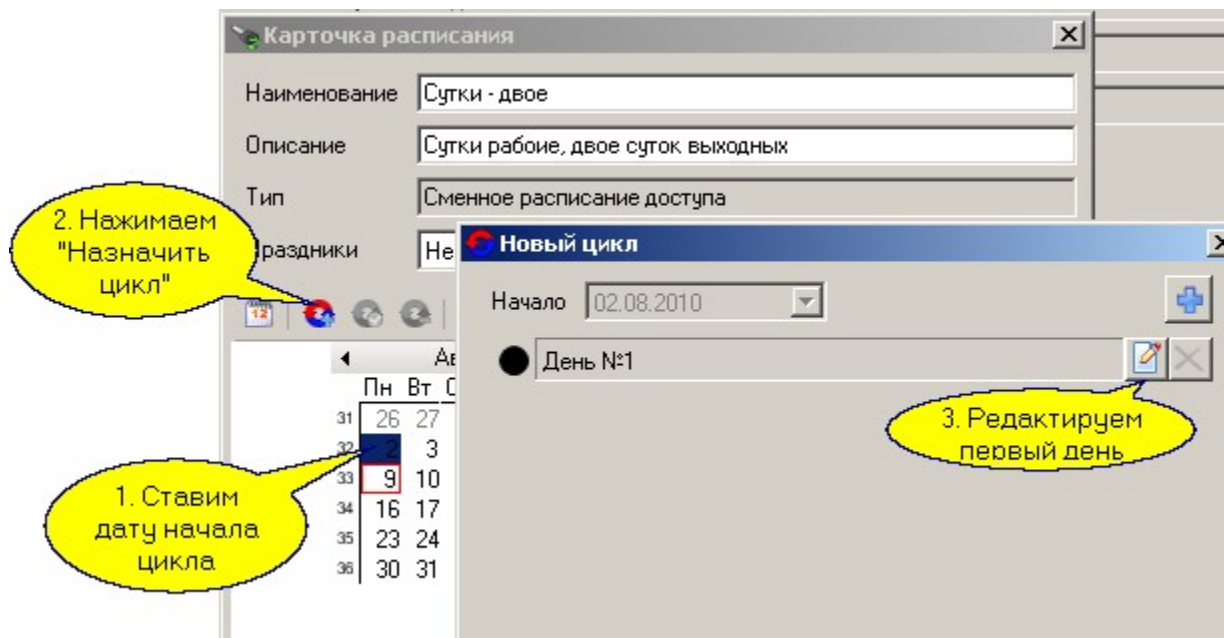 Карточка расписания
Наименование Сутки - двое
Описание Сутки рабоие, двое суток выходных
Тип Сменное расписание доступа
2. Нажимаем
"Назначить
цикл"
Праздники Не
Новый цикл
Начало 02.08.2010
12
День №1
Ав
Пн Вт С
31 26 27
32 2 3
33 9 10
34 16 17
35 23 24
36 30 31
3. Редактируем
первый день
1. Ставим
дату начала
цикла